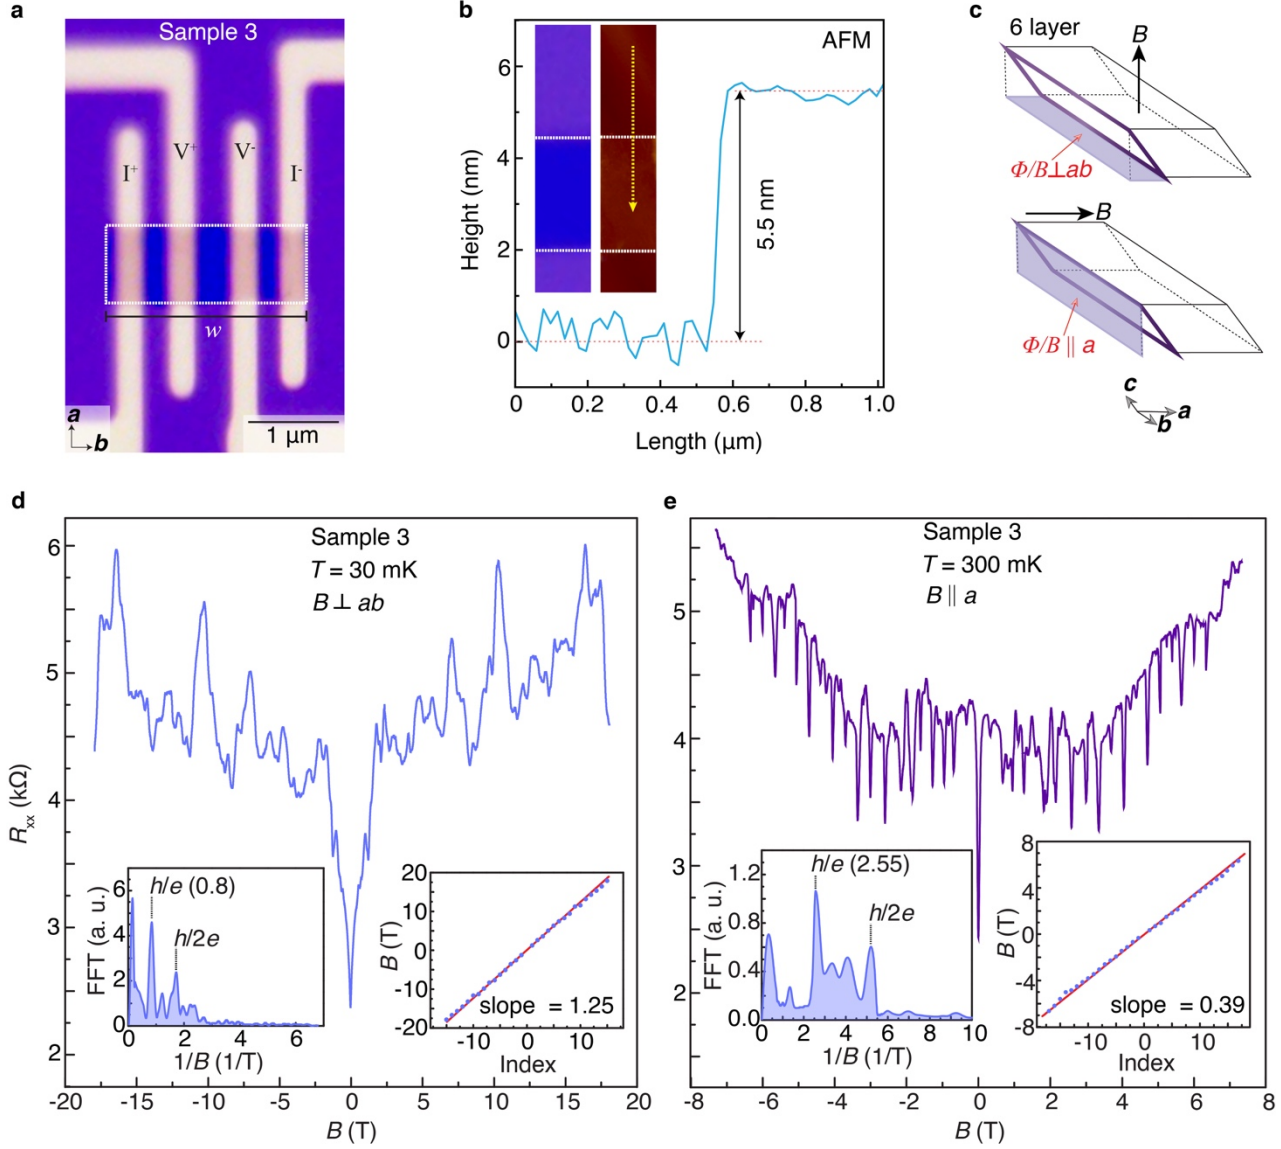 a
Sample 3
I+
V+
V-
I-
w
a
b
1 µm
b
AFM
Height (nm)
6
4
2
0
5.5 nm
0
0.2
0.4
0.6
0.8
1.0
Length (µm)
c
6 layer
B
Φ/B⊥ab
B
Φ/B || a
c
a
b
d
Sample 3
T = 30 mK
B ⊥ ab
Rxx (kΩ)
6
5
4
3
2
-20
-15
-10
-5
0
5
10
15
20
B (T)
FFT (a. u.)
6
4
2
0
h/e (0.8)
h/2e
0
2
4
6
1/B (1/T)
B (T)
20
10
0
-10
-20
slope = 1.25
-10
0
10
Index
e
Sample 3
T = 300 mK
B || a
5
4
3
2
-8
-6
-4
-2
0
2
4
6
8
B (T)
FFT (a. u.)
1.2
0.8
0.4
0.0
h/e (2.55)
h/2e
0
2
4
6
8
10
1/B (1/T)
B (T)
8
4
0
-4
-8
slope = 0.39
-10
0
10
Index